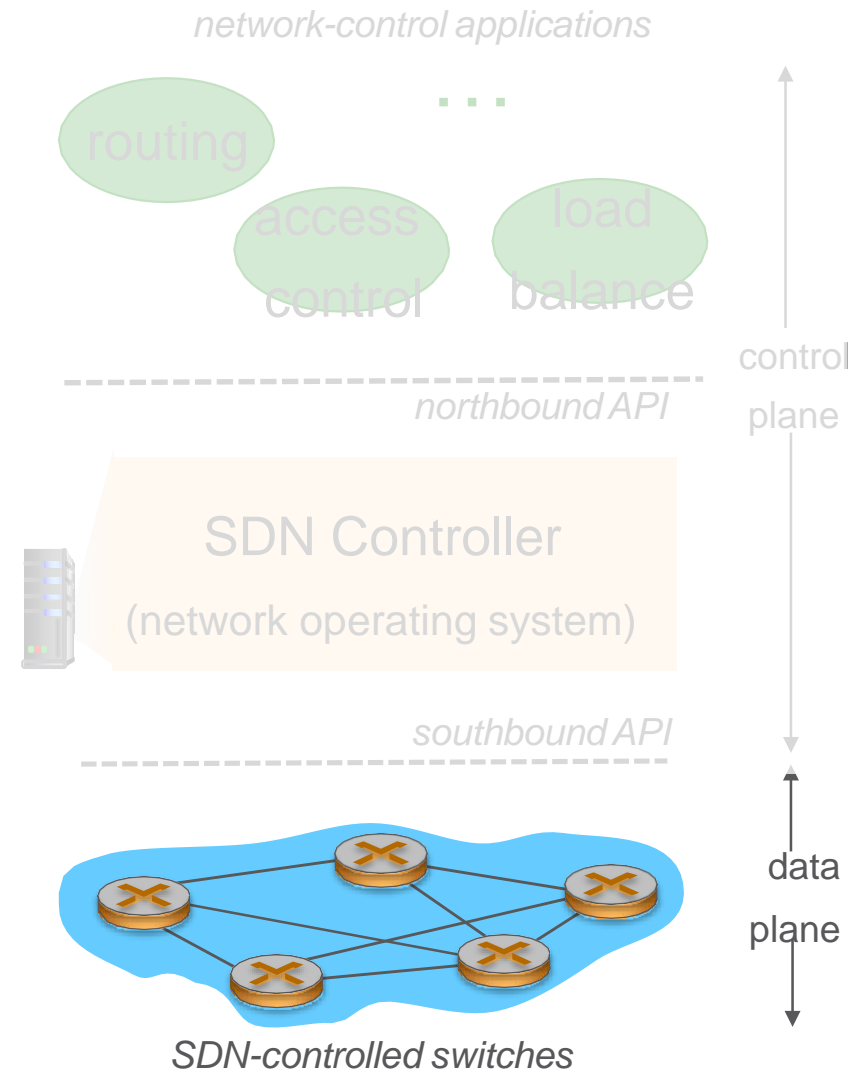 network-control applications
...
routing
access
control
load
balance
control
plane
northbound API
SDN Controller
(network operating system)
southbound API
data
plane
SDN-controlled switches